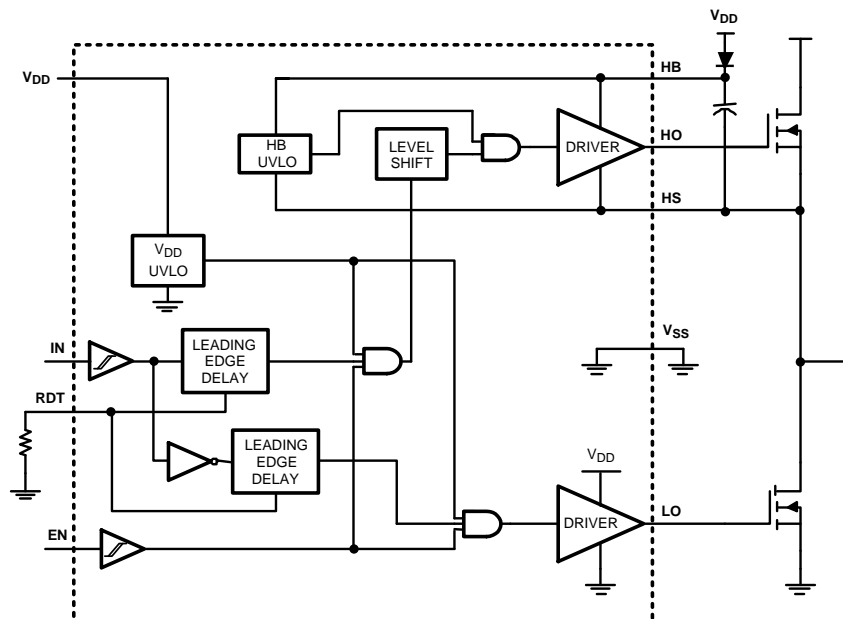 VDD
VDD
HB
HB
UVLO
LEVEL
SHIFT
DRIVER
HO
HS
VDD
UVLO
VSS
IN
LEADING
EDGE
DELAY
RDT
LEADING
EDGE
DELAY
VDD
DRIVER
LO
EN